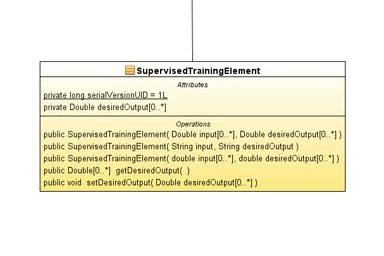 SupervisedTrainingElement
Attributes
private long serialVersionUID = 1L
private Double desiredOutput[0..*]
Operations
public SupervisedTrainingElement( Double input[0..*], Double desiredOutput[0..*] )
public SupervisedTrainingElement( String input, String desiredOutput )
public SupervisedTrainingElement( double input[0..*], double desiredOutput[0..*] )
public Double[0..*] getDesiredOutput( )
public void setDesiredOutput( Double desiredOutput[0..*] )